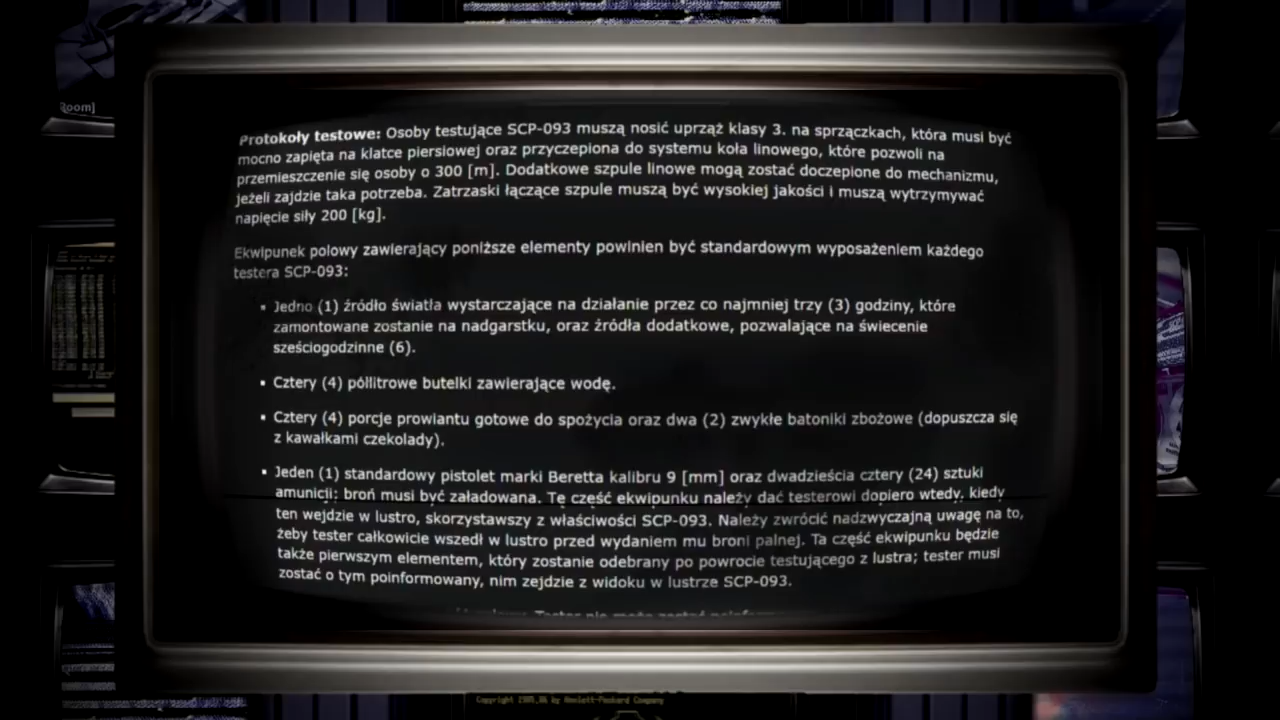 Room]
Protokoły testowe: Osoby testujące SCP-093 muszą nosić uprząż klasy 3. na sprzączkach, która musi być
mocno zapięta na klatce piersiowej oraz przyczepiona do systemu koła linowego, które pozwoli na
przemieszczenie się osoby o 300 [m]. Dodatkowe szpule linowe mogą zostać doczepione do mechanizmu,
jeżeli zajdzie taka potrzeba. Zatrzaski łączące szpule muszą być wysokiej jakości i muszą wytrzymywać
napięcie siły 200 [kg].
Ekwipunek polowy zawierający poniższe elementy powinien być standardowym wyposażeniem każdego
testera SCP-093:
▪ Jedno (1) źródło światła wystarczające na działanie przez co najmniej trzy (3) godziny, które
zamontowane zostanie na nadgarstku, oraz źródła dodatkowe, pozwalające na świecenie
sześciogodzinne (6).
▪ Cztery (4) półlitrowe butelki zawierające wodę.
▪ Cztery (4) porcje prowiantu gotowe do spożycia oraz dwa (2) zwykłe batoniki zbożowe (dopuszcza się
z kawałkami czekolady).
▪ Jeden (1) standardowy pistolet marki Beretta kalibru 9 [mm] oraz dwadzieścia cztery (24) sztuki
amunicji; broń musi być załadowana. Tę część ekwipunku należy dać testerowi dopiero wtedy, kiedy
ten wejdzie w lustro, skorzystawszy z właściwości SCP-093. Należy zwrócić nadzwyczajną uwagę na to,
żeby tester całkowicie wszedł w lustro przed wydaniem mu broni palnej. Ta część ekwipunku będzie
także pierwszym elementem, który zostanie odebrany po powrocie testującego z lustra; tester musi
zostać o tym poinformowany, nim zejdzie z widoku w lustrze SCP-093.
Tester nie może zostać
Copyright by Hewlett-Packard Company